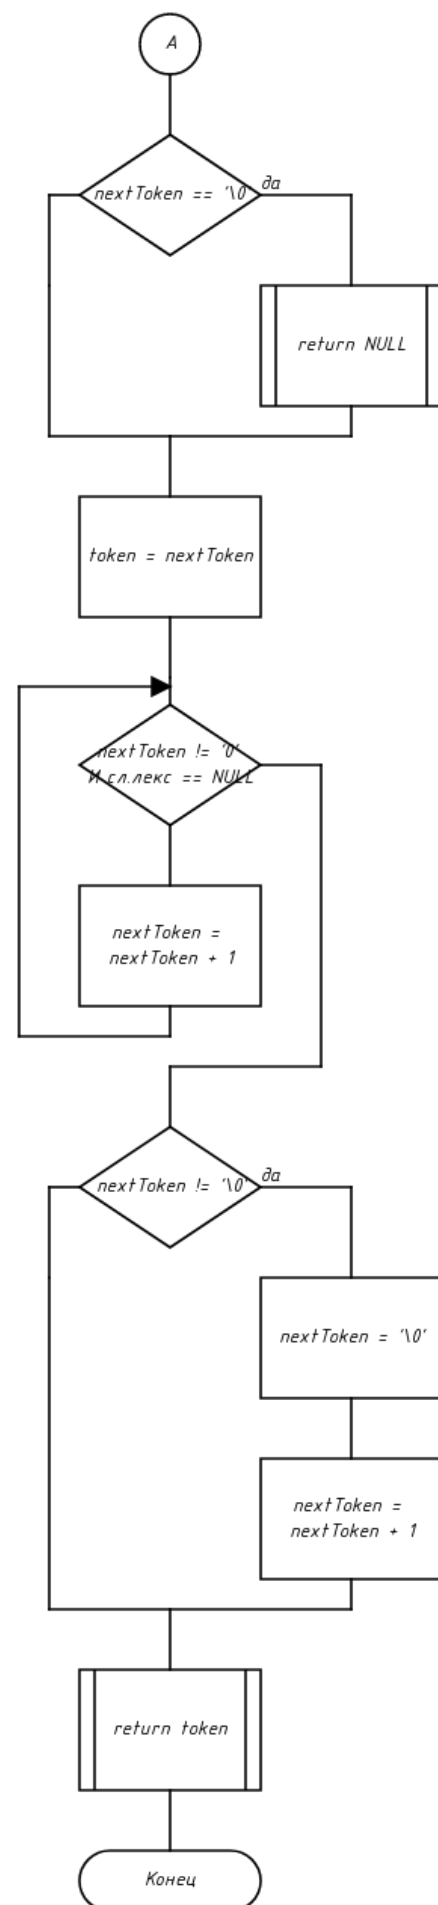 А
nextToken == '\0'
да
return NULL
token = nextToken
nextToken != '0'
И сл.лекс == NULL
nextToken =
nextToken + 1
nextToken != '\0'
да
nextToken = '\0'
nextToken =
nextToken + 1
return token
Конец